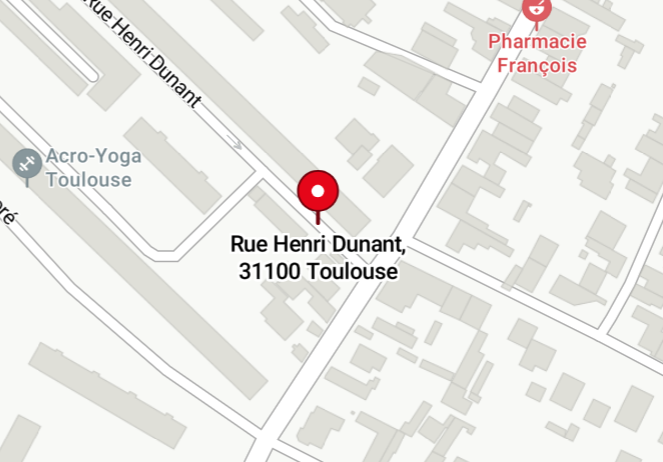 Rue Henri Dunant
Pharmacie
François
Acro-Yoga
Toulouse
Rue Henri Dunant,
31100 Toulouse